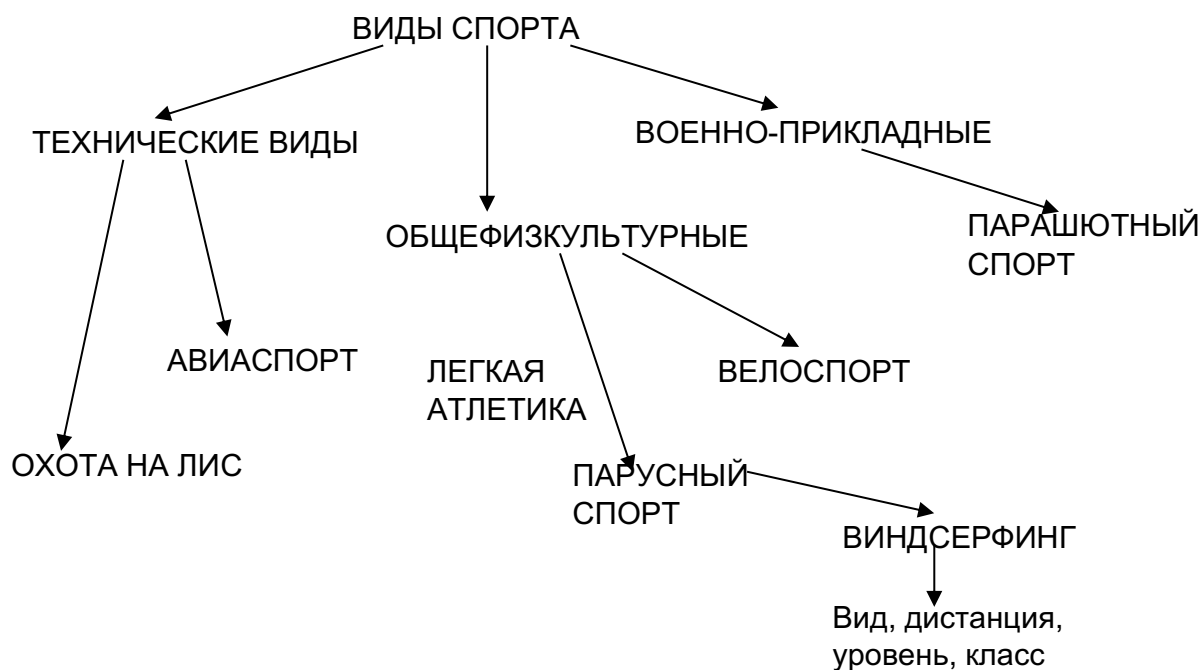 ВИДЫ СПОРТА
ТЕХНИЧЕСКИЕ ВИДЫ
ВОЕННО-ПРИКЛАДНЫЕ
ОБЩЕФИЗКУЛЬТУРНЫЕ
ПАРАШЮТНЫЙ
СПОРТ
АВИАСПОРТ
ЛЕГКАЯ
АТЛЕТИКА
ВЕЛОСПОРТ
ОХОТА НА ЛИС
ПАРУСНЫЙ
СПОРТ
ВИНДСЕРФИНГ
Вид, дистанция,
уровень, класс